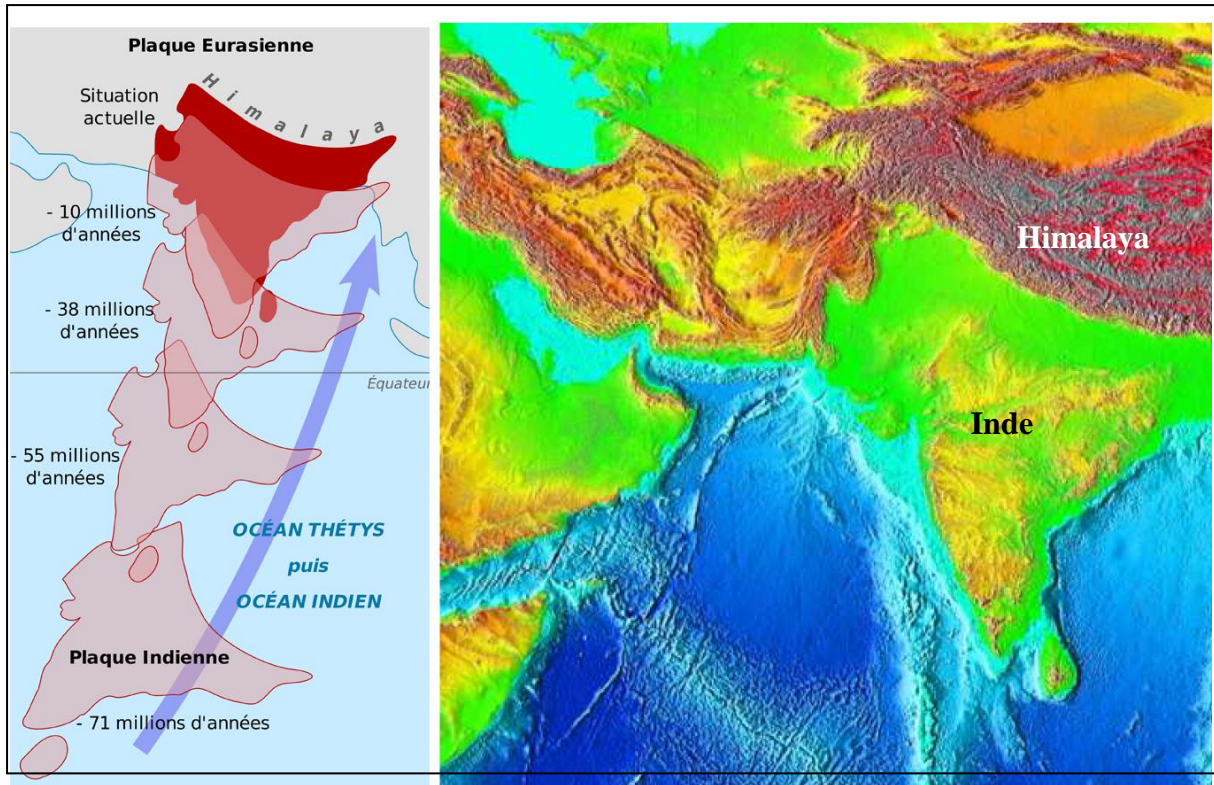 Plaque Eurasienne
Himalaya
Situation
actuelle
- 10 millions
d'années
- 38 millions
d'années
Équateur
- 55 millions
d'années
OCÉAN THÉTYS
puis
OCÉAN INDIEN
Plaque Indienne
- 71 millions d'années
Himalaya
Inde